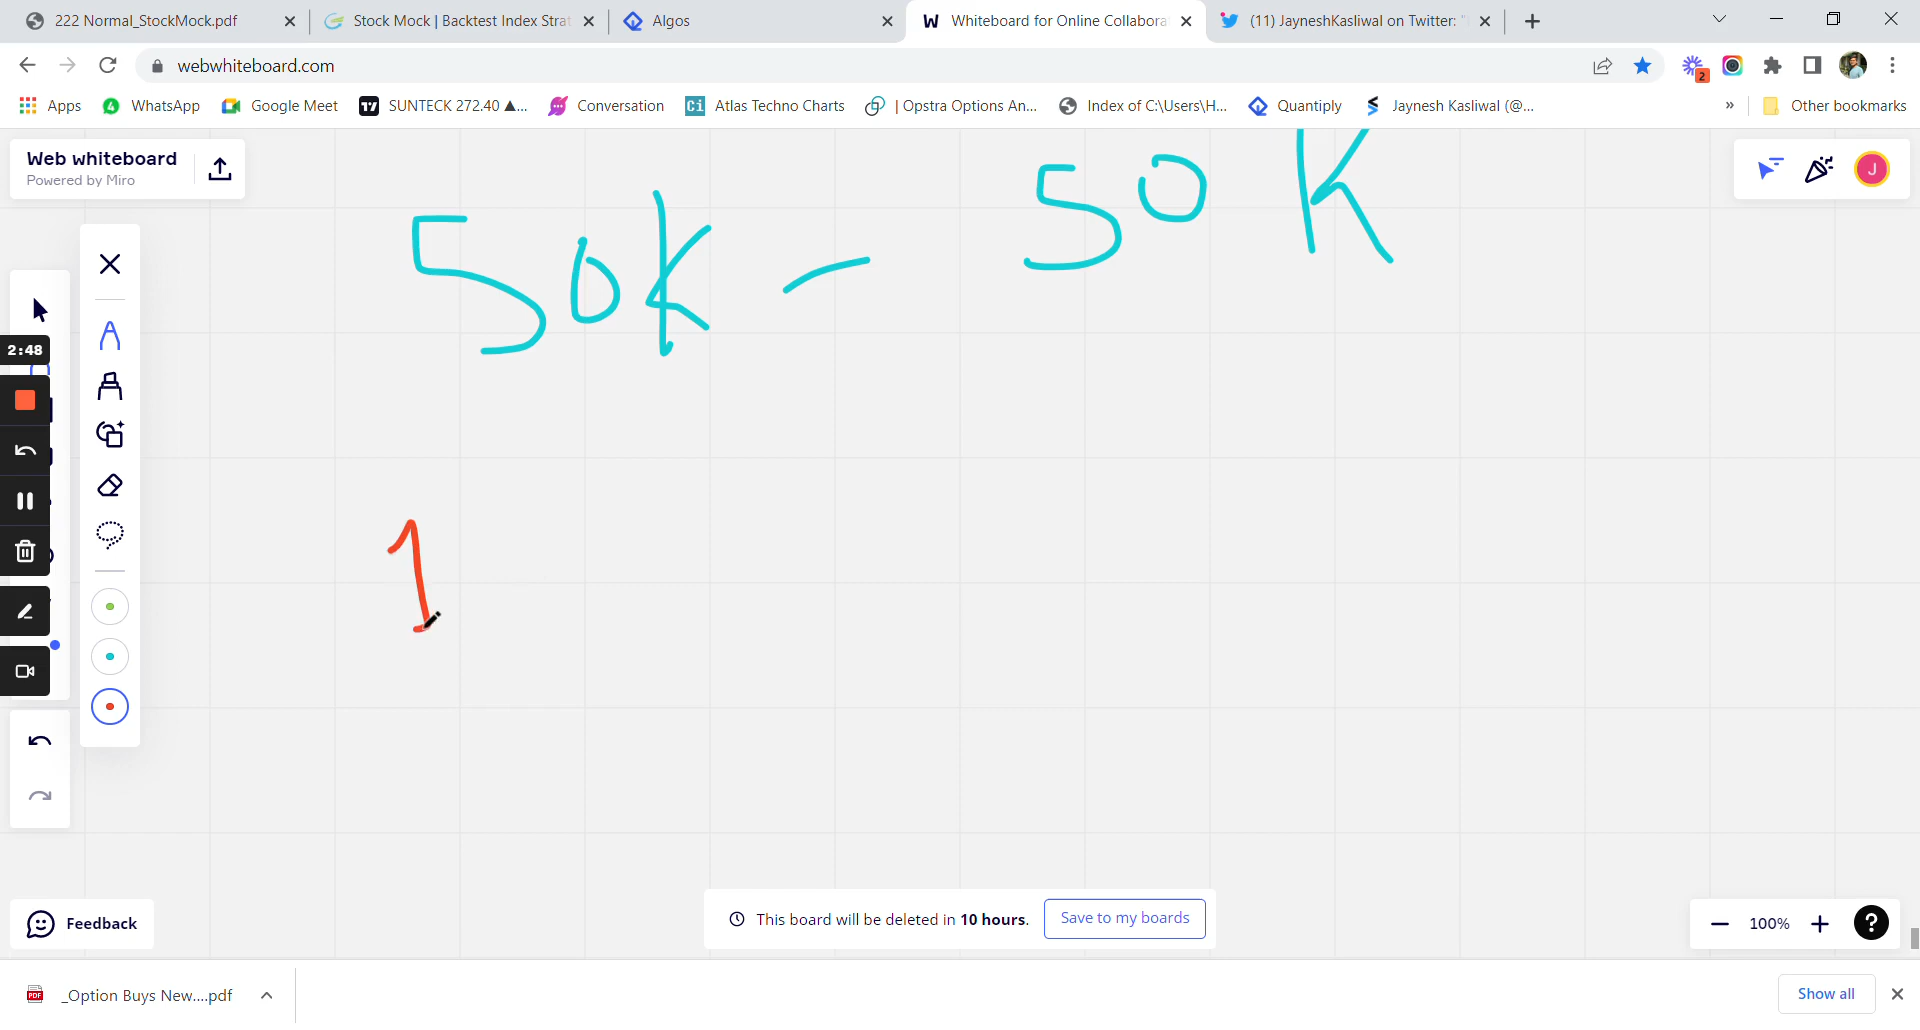 222 Normal_StockMock.pdf
Stock Mock | Backtest Index Strat
Algos
Whiteboard for Online Collabora
(11) JayneshKasliwal on Twitter: "
webwhiteboard.com
2
Apps
WhatsApp
Google Meet
SUNTECK 272.40 ▲...
Conversation
Atlas Techno Charts
| Opstra Options An...
Index of C:\Users\H...
Quantiply
Jaynesh Kasliwal (@...
»
Other bookmarks
Web whiteboard
Powered by Miro
J
50K – 50K
2:48
1
Feedback
This board will be deleted in 10 hours.
Save to my boards
100%
?
_Option Buys New....pdf
Show all